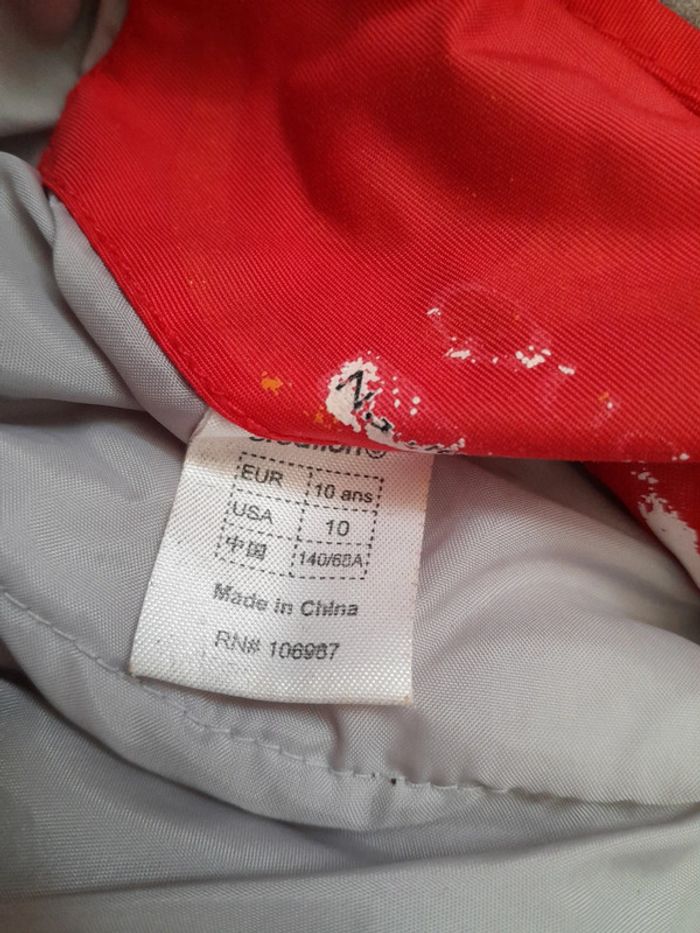 EUR 10 ans
USA 10
中国 140/68A
Made in China
RN# 106987